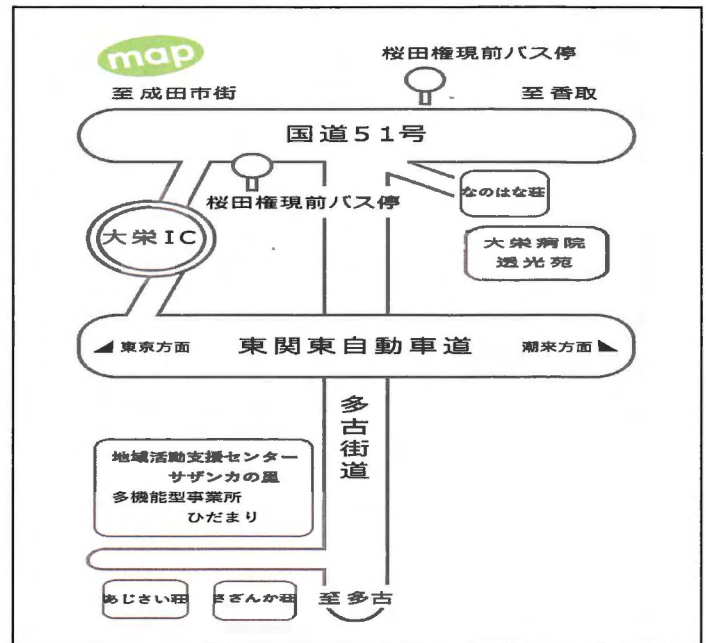 map
桜田権現前バス停
至成田市街
至香取
国道51号
桜田権現前バス停
なのはな荘
大栄IC
大栄病院
透光苑
東京方面
東関東自動車道
潮来方面
多古街道
地域活動支援センター
サザンカの風
多機能型事業所
ひだまり
あじさい荘
さざんか荘
至多古